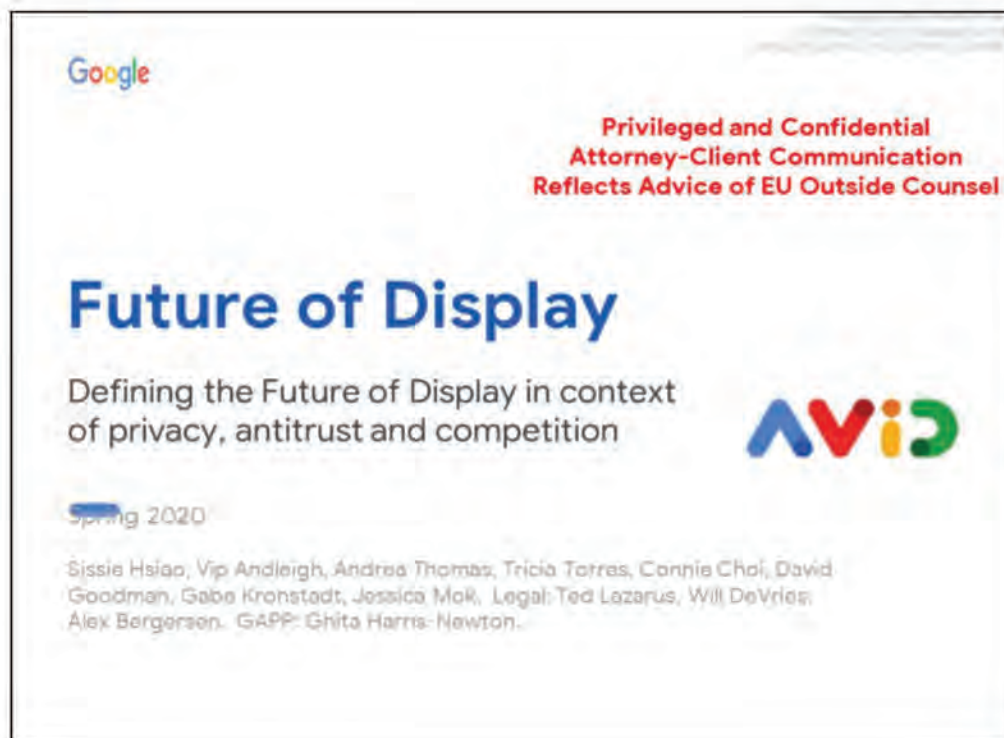 Google
Privileged and Confidential
Attorney-Client Communication
Reflects Advice of EU Outside Counsel
Future of Display
Defining the Future of Display in context
of privacy, antitrust and competition
AViD
Spring 2020
Sissie Hsiao, Vip Andleigh, Andrea Thomas, Tricia Torres, Connie Choi, David
Goodman, Gabe Kronstadt, Jessica Mok, Legal: Ted Lazarus, Will DeVries,
Alex Bergersen. GAPP: Ghita Harris-Newton.